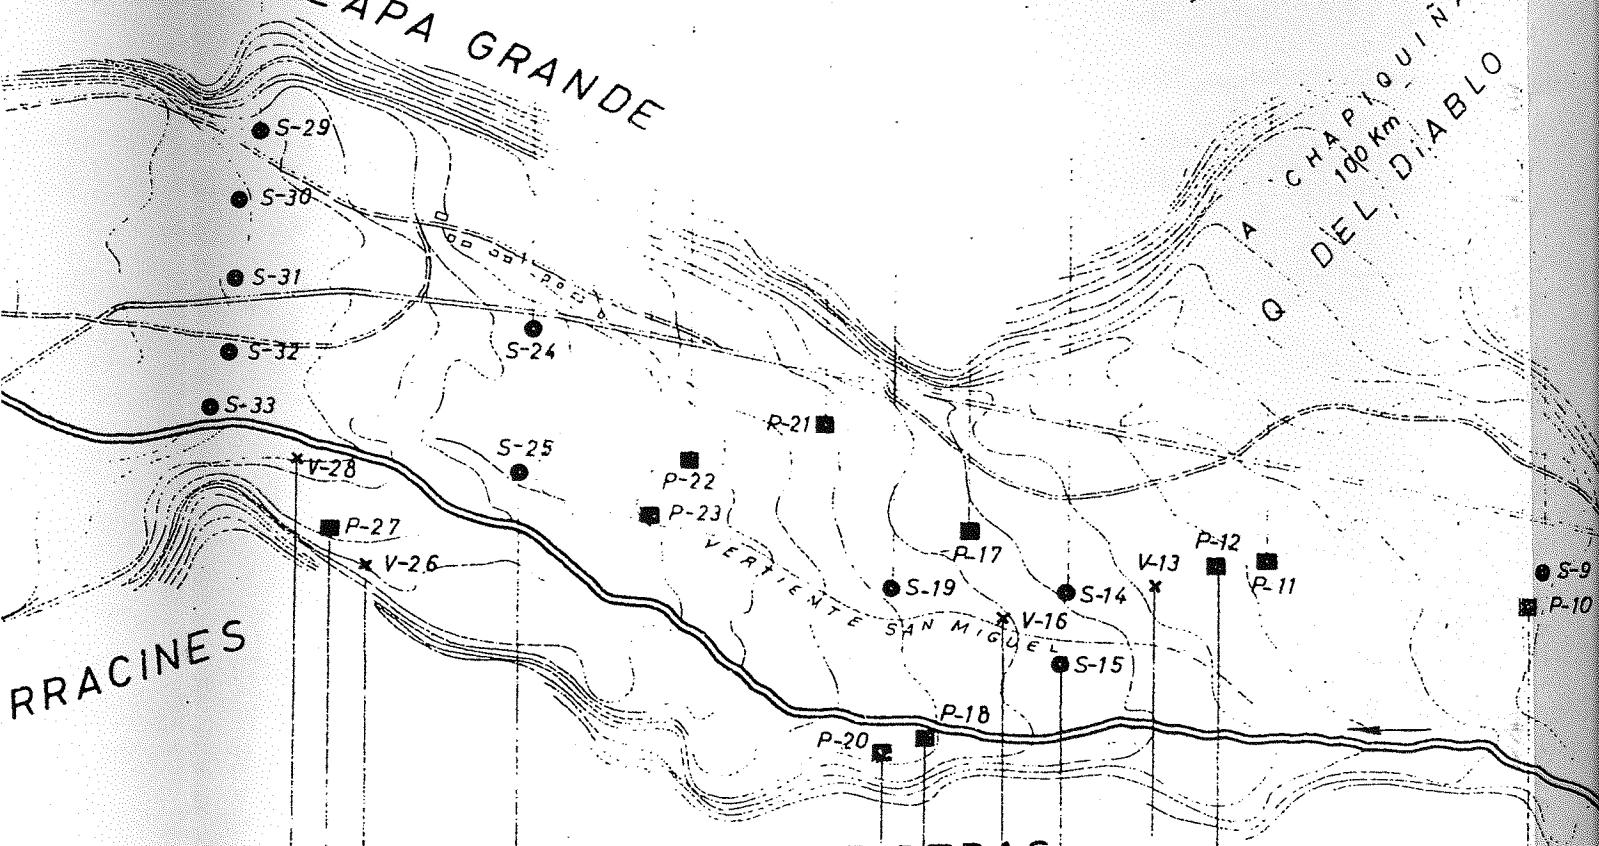 GRANDE
A CHAPIQUIÑA
100 Km
Q DEL DiABLO
S-29
S-30
S-31
S-32
S-33
S-24
S-25
P-21
P-22
P-23
V-28
P-27
V-26
VERTIENTE SAN MIGUEL
P-17
S-19
S-14
V-16
S-15
V-13
P-12
P-11
S-9
P-10
P-18
P-20
RRACINES